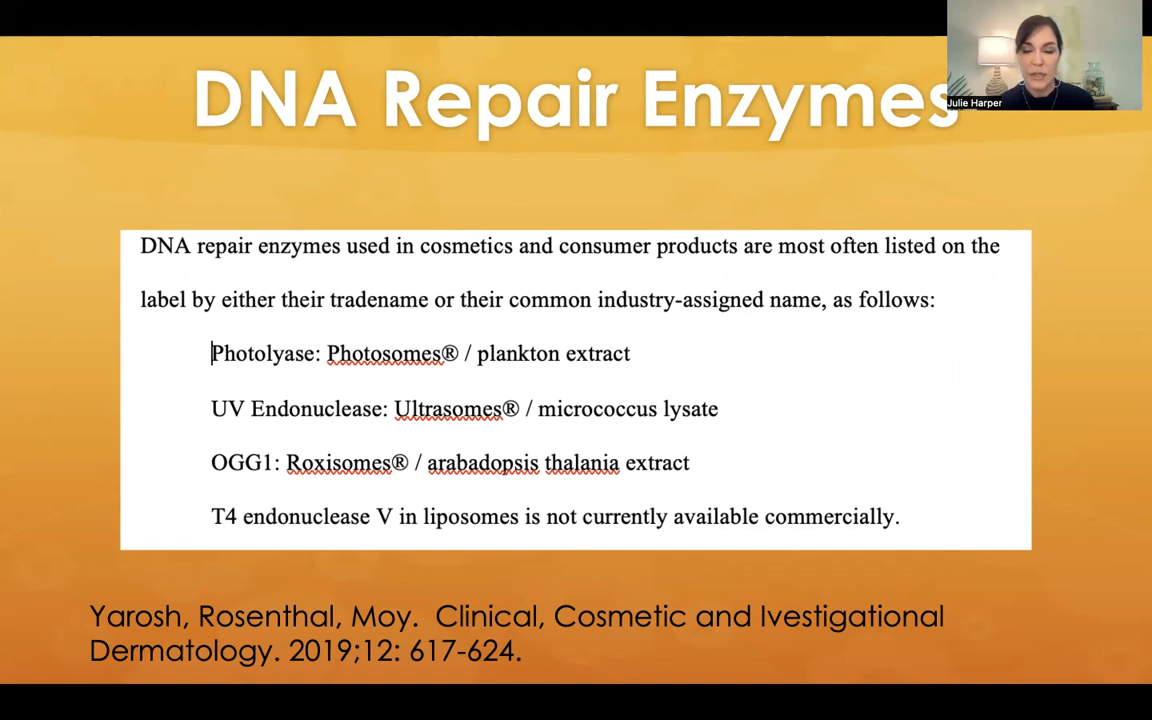 DNA Repair Enzymes
Julie Harper
DNA repair enzymes used in cosmetics and consumer products are most often listed on the
label by either their tradename or their common industry-assigned name, as follows:
Photolyase: Photosomes® / plankton extract
UV Endonuclease: Ultrasomes® / micrococcus lysate
OGG1: Roxisomes® / arabadopsis thalania extract
T4 endonuclease V in liposomes is not currently available commercially.
Yarosh, Rosenthal, Moy. Clinical, Cosmetic and Ivestigational
Dermatology. 2019;12: 617-624.